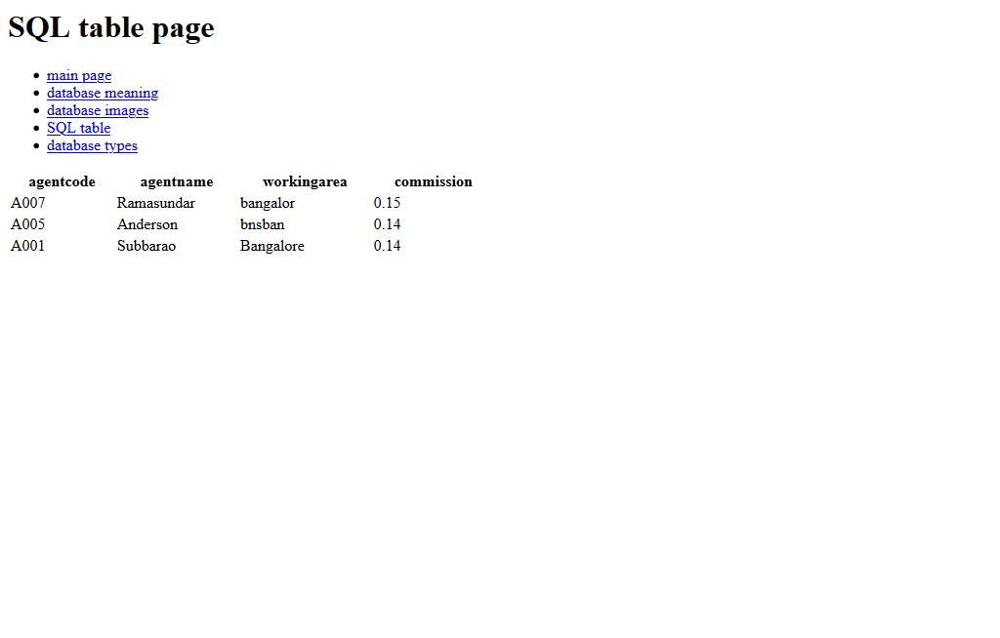 SQL table page
main page
database meaning
database images
SQL table
database types
agentcode agentname workingarea commission
A007 Ramasundar bangalor 0.15
A005 Anderson bnsban 0.14
A001 Subbarao Bangalore 0.14